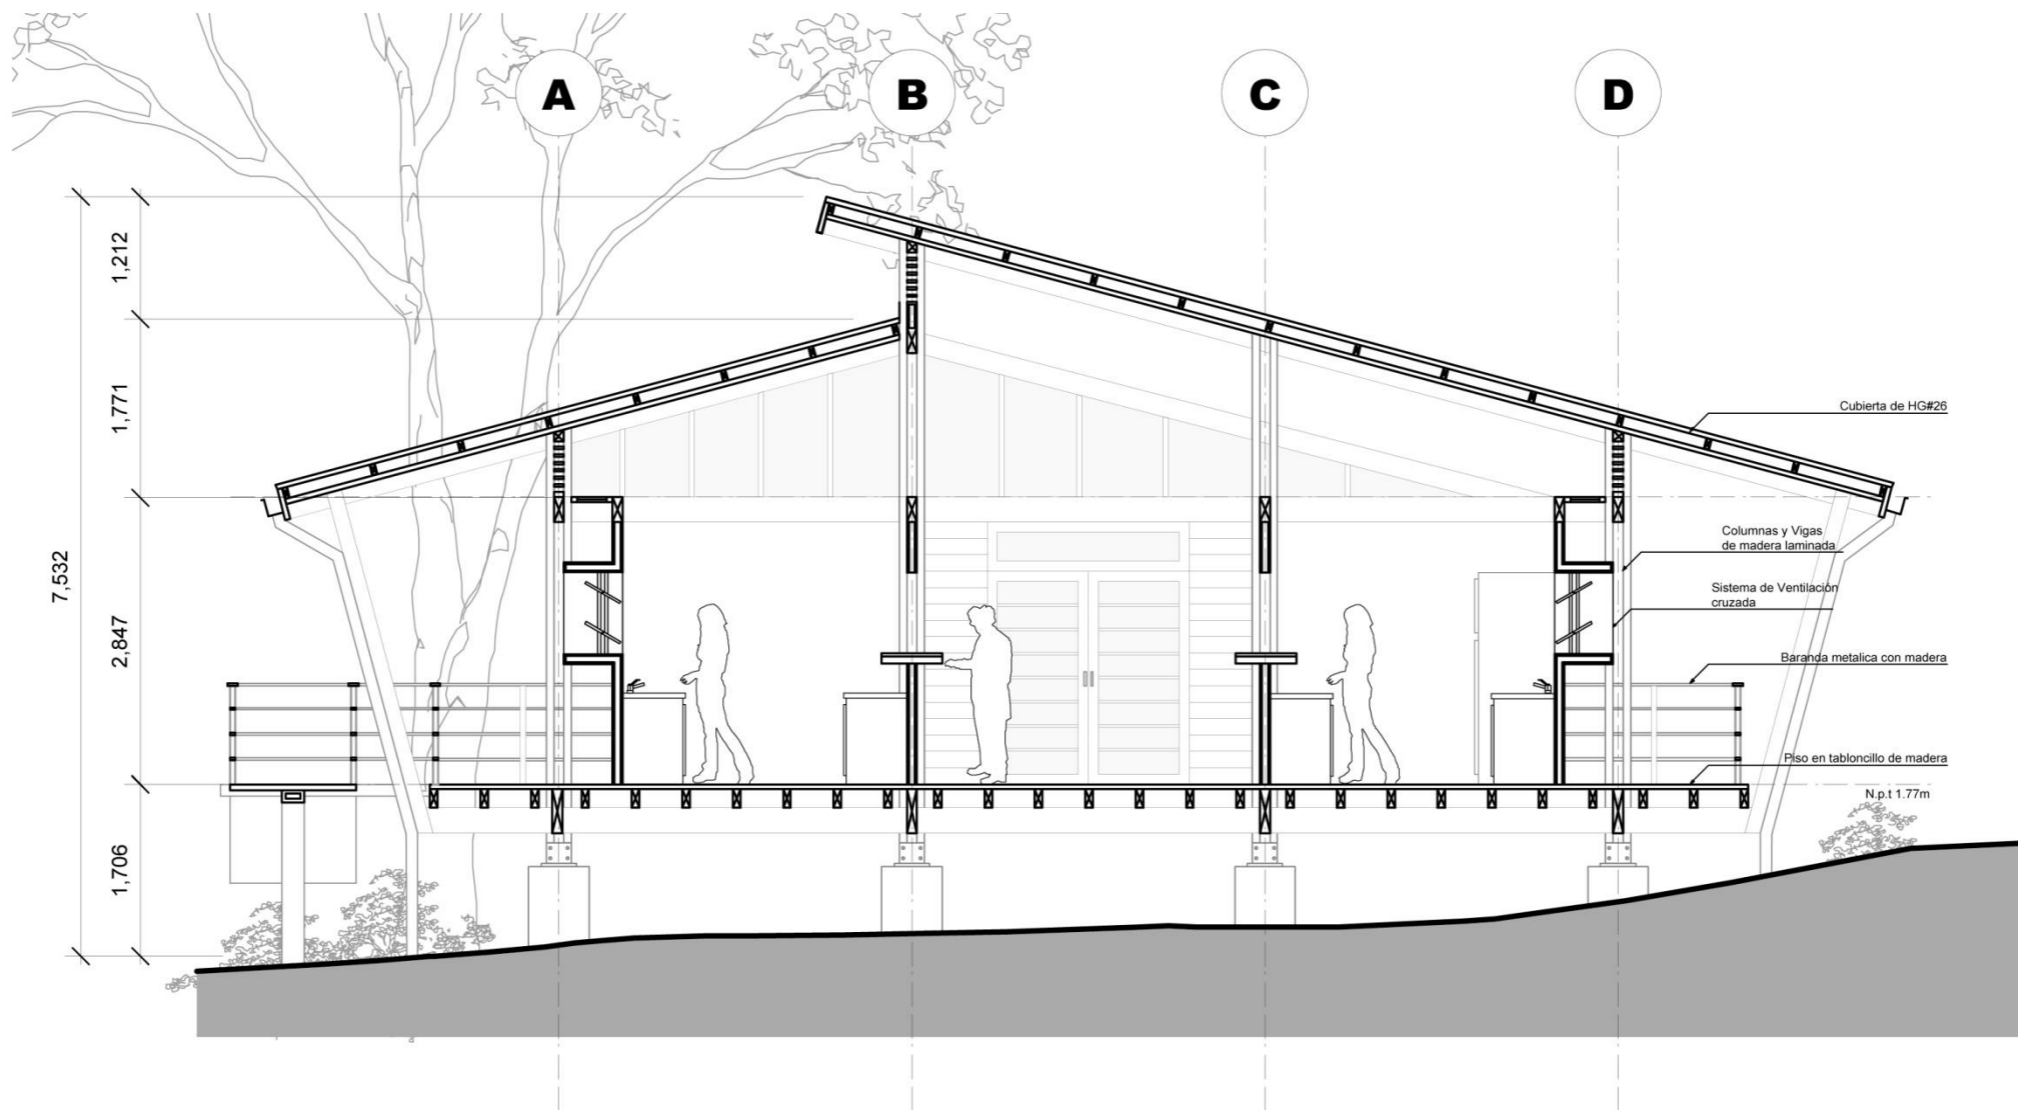 A
B
C
D
1,212
1,771
7,532
2,847
1,706
Cubierta de HG#26
Columnas y Vigas
de madera laminada
Sistema de Ventilación
cruzada
Baranda metalica con madera
Piso en tabloncillo de madera
N.p.t 1.77m